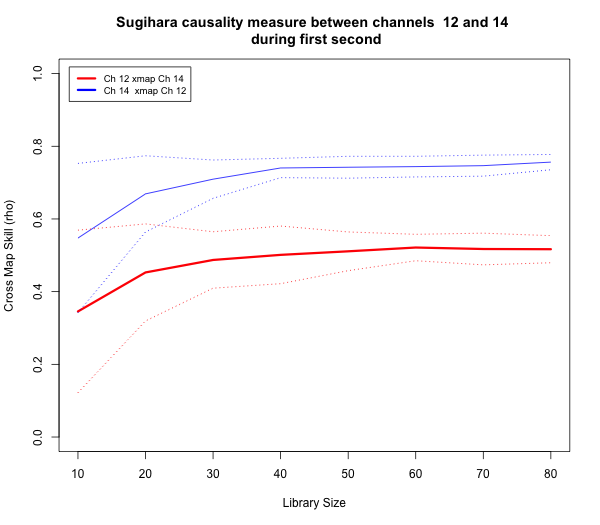 Sugihara causality measure between channels  12 and 14
during first second
Ch 12 xmap Ch 14
Ch 14  xmap Ch 12
1.0
0.8
0.6
0.4
0.2
0.0
Cross Map Skill (rho)
10 20 30 40 50 60 70 80
Library Size